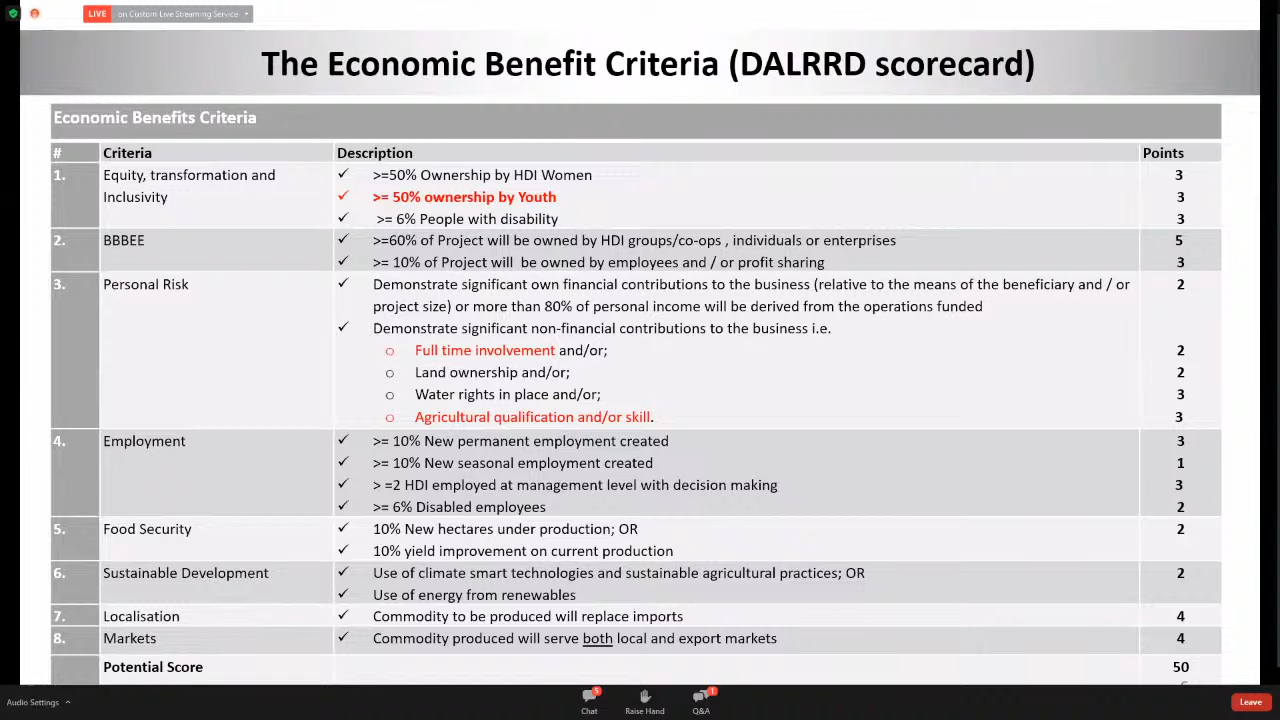 LIVE on Custom Live Streaming Service
The Economic Benefit Criteria (DALRRD scorecard)
Economic Benefits Criteria
# Criteria Description Points
1. Equity, transformation and ✓ >=50% Ownership by HDI Women 3
Inclusivity ✓ >= 50% ownership by Youth 3
✓ >= 6% People with disability 3
2. BBBEE ✓ >=60% of Project will be owned by HDI groups/co-ops , individuals or enterprises 5
✓ >= 10% of Project will be owned by employees and / or profit sharing 3
3. Personal Risk ✓ Demonstrate significant own financial contributions to the business (relative to the means of the beneficiary and / or 2
project size) or more than 80% of personal income will be derived from the operations funded
✓ Demonstrate significant non-financial contributions to the business i.e.
o Full time involvement and/or; 2
o Land ownership and/or; 2
o Water rights in place and/or; 3
o Agricultural qualification and/or skill. 3
4. Employment ✓ >= 10% New permanent employment created 3
✓ >= 10% New seasonal employment created 1
✓ > =2 HDI employed at management level with decision making 3
✓ >= 6% Disabled employees 2
5. Food Security ✓ 10% New hectares under production; OR 2
✓ 10% yield improvement on current production
6. Sustainable Development ✓ Use of climate smart technologies and sustainable agricultural practices; OR 2
✓ Use of energy from renewables
7. Localisation ✓ Commodity to be produced will replace imports 4
8. Markets ✓ Commodity produced will serve both local and export markets 4
Potential Score 50
Audio Settings Chat 5 Raise Hand Q&A 1 Leave